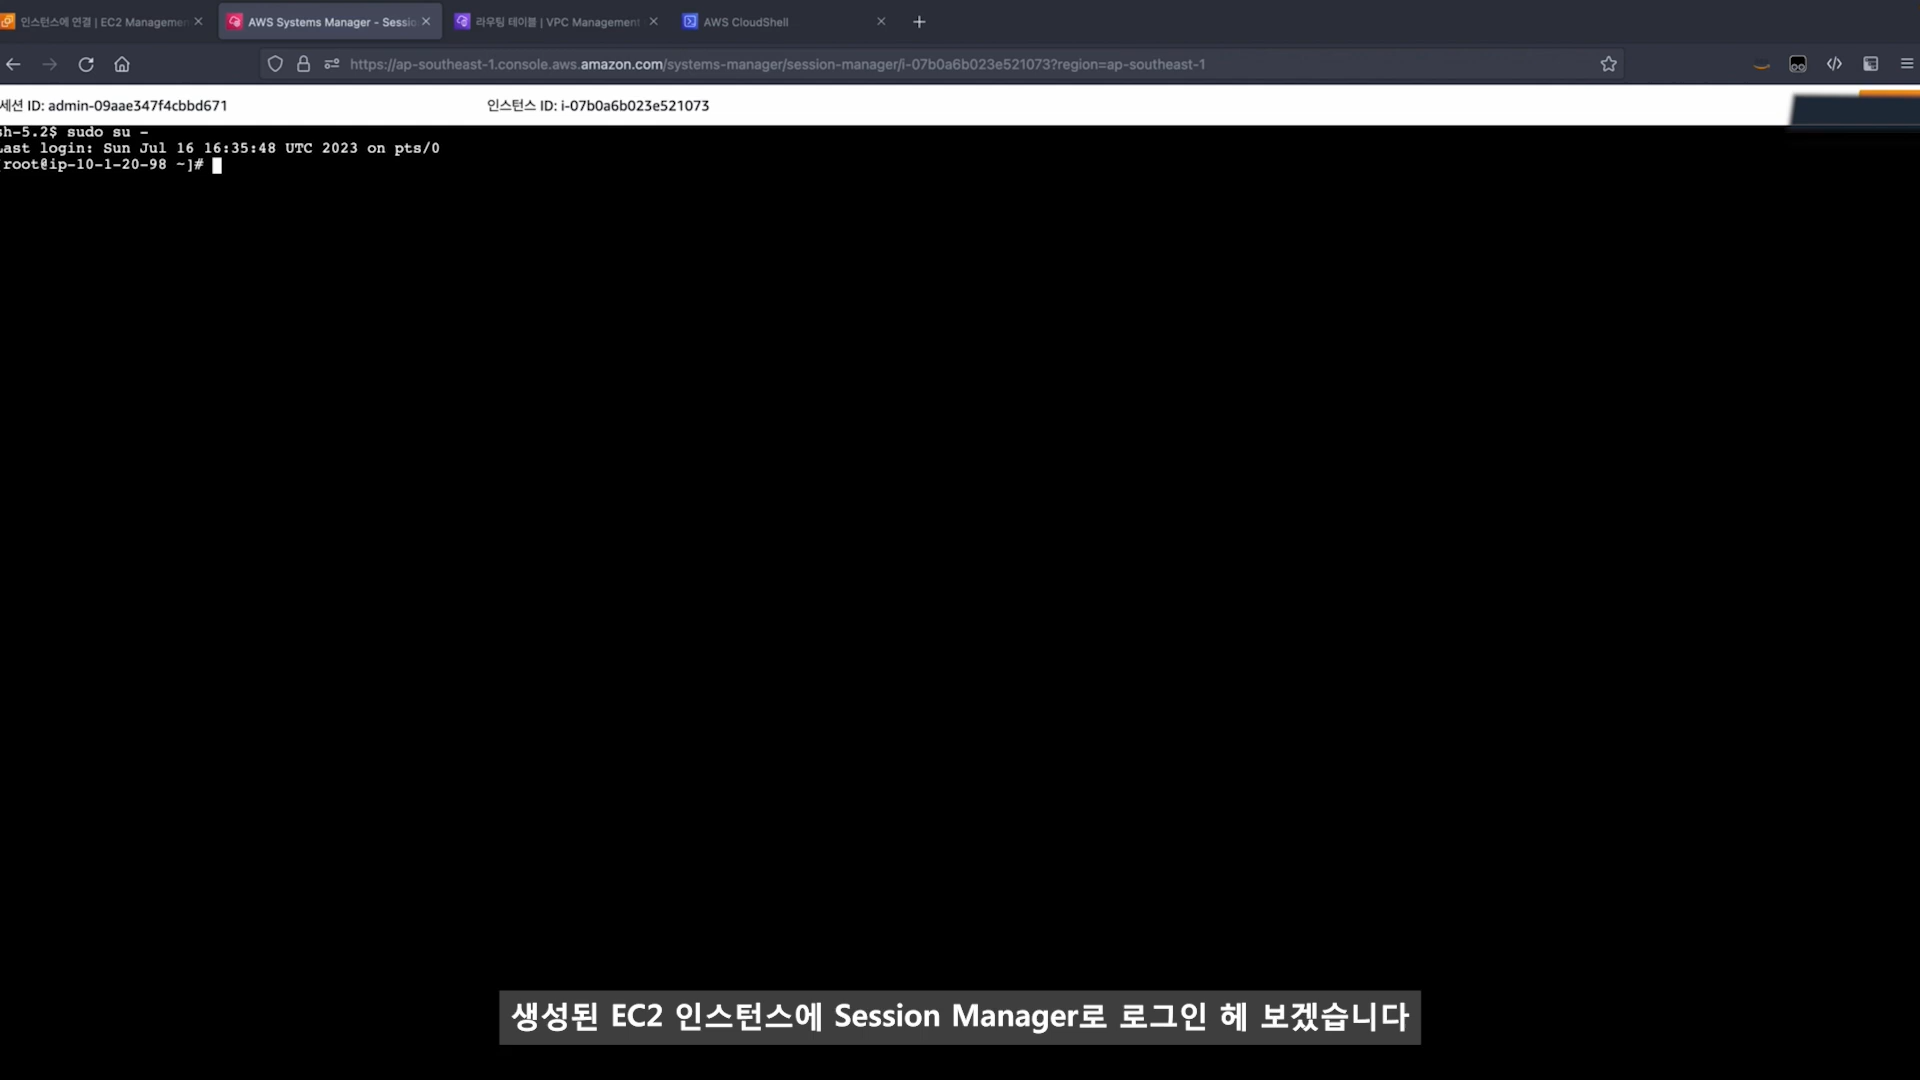 인스턴스에 연결 | EC2 Managemen
AWS Systems Manager - Sessio
라우팅 테이블 | VPC Management
AWS CloudShell
https://ap-southeast-1.console.aws.amazon.com/systems-manager/session-manager/i-07b0a6b023e521073?region=ap-southeast-1
세션 ID: admin-09aae347f4cbbd671
인스턴스 ID: i-07b0a6b023e521073
sh-5.2$ sudo su -
Last login: Sun Jul 16 16:35:48 UTC 2023 on pts/0
[root@ip-10-1-20-98 ~]#
생성된 EC2 인스턴스에 Session Manager로 로그인 헤 보겠습니다